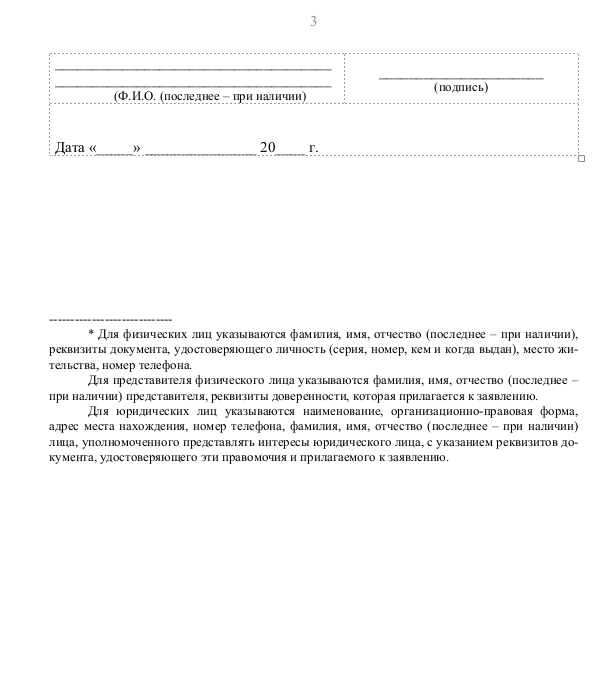 3
_____________________________________
_____________________________________
(Ф.И.О. (последнее – при наличии)
______________________
(подпись)
Дата «_____» _______________ 20____ г.
----------------------------
* Для физических лиц указываются фамилия, имя, отчество (последнее – при наличии),
реквизиты документа, удостоверяющего личность (серия, номер, кем и когда выдан), место жи-
тельства, номер телефона.
Для представителя физического лица указываются фамилия, имя, отчество (последнее –
при наличии) представителя, реквизиты доверенности, которая прилагается к заявлению.
Для юридических лиц указываются наименование, организационно-правовая форма,
адрес места нахождения, номер телефона, фамилия, имя, отчество (последнее – при наличии)
лица, уполномоченного представлять интересы юридического лица, с указанием реквизитов до-
кумента, удостоверяющего эти правомочия и прилагаемого к заявлению.